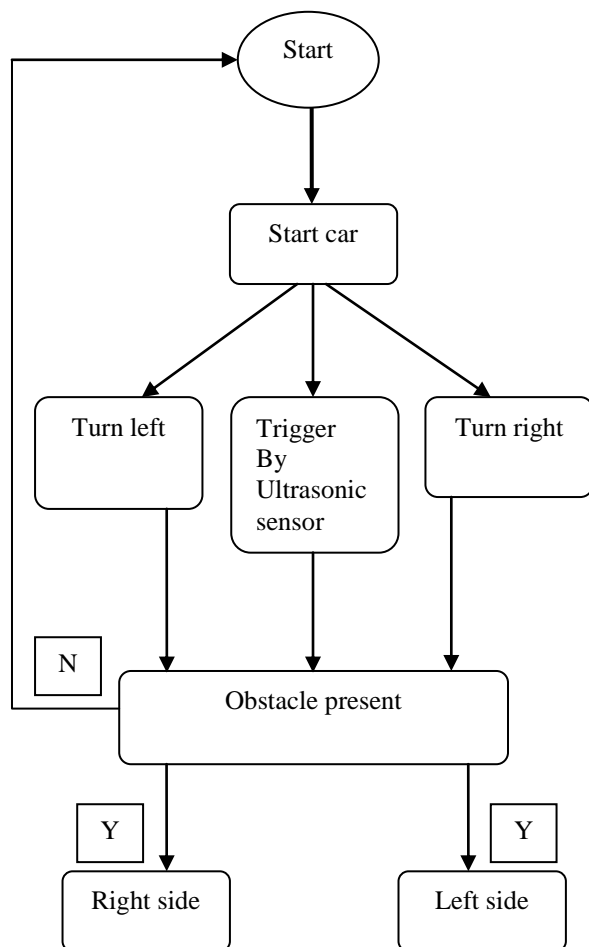 Start
Start car
Turn left
Trigger
By
Ultrasonic
sensor
Turn right
N
Obstacle present
Y
Y
Right side
Left side